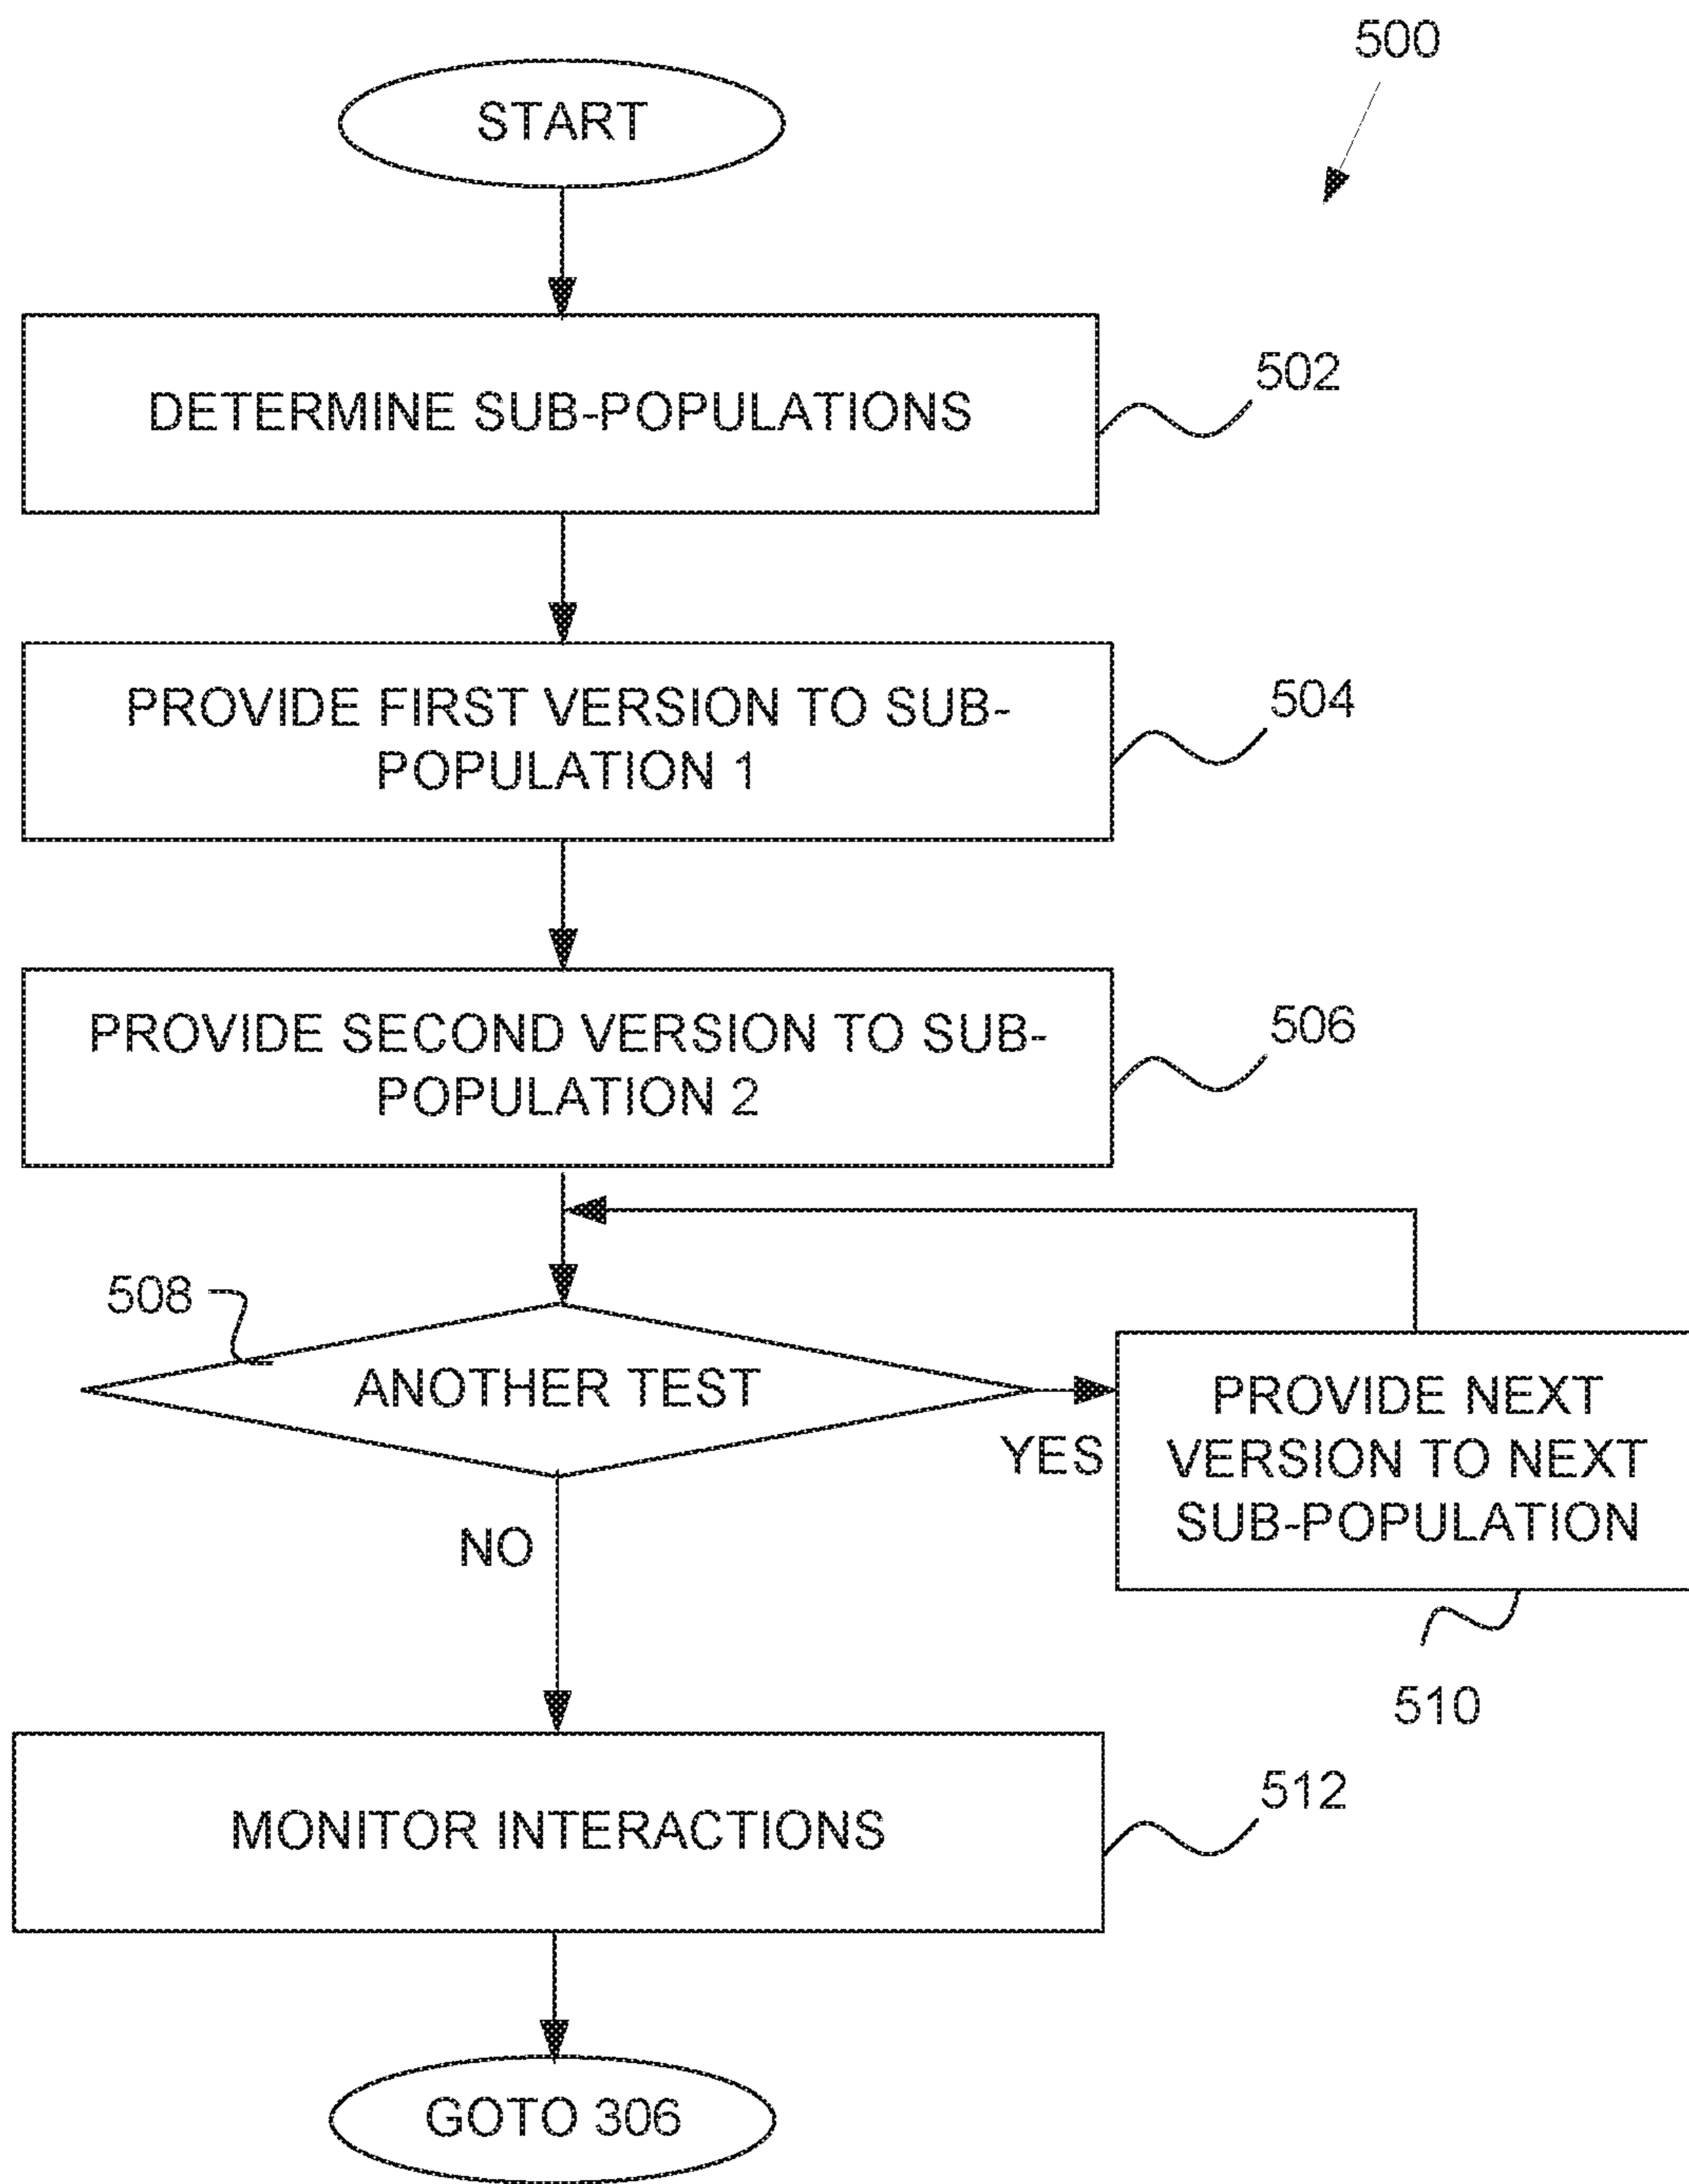 500
START
DETERMINE SUB-POPULATIONS
502
PROVIDE FIRST VERSION TO SUB-
POPULATION 1
504
PROVIDE SECOND VERSION TO SUB-
POPULATION 2
506
508
ANOTHER TEST
YES
PROVIDE NEXT
VERSION TO NEXT
SUB-POPULATION
NO
510
MONITOR INTERACTIONS
512
GOTO 306